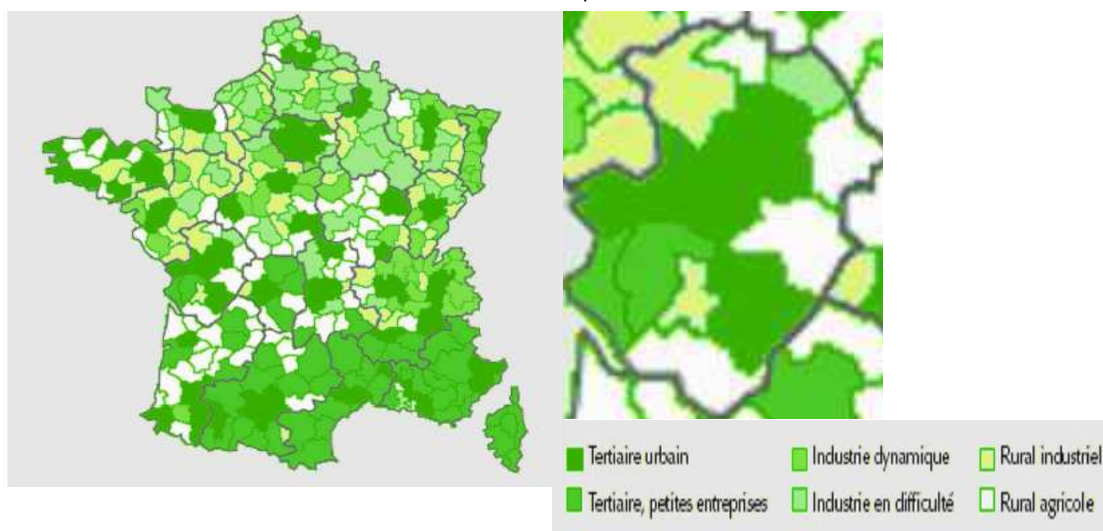 Tertiaire urbain
Industrie dynamique
Rural industriel
Tertiaire, petites entreprises
Industrie en difficulté
Rural agricole